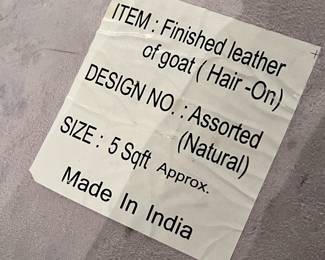 ITEM : Finished leather
of goat ( Hair -On)
DESIGN NO. : Assorted
(Natural)
SIZE : 5 Sqft Approx.
Made In India